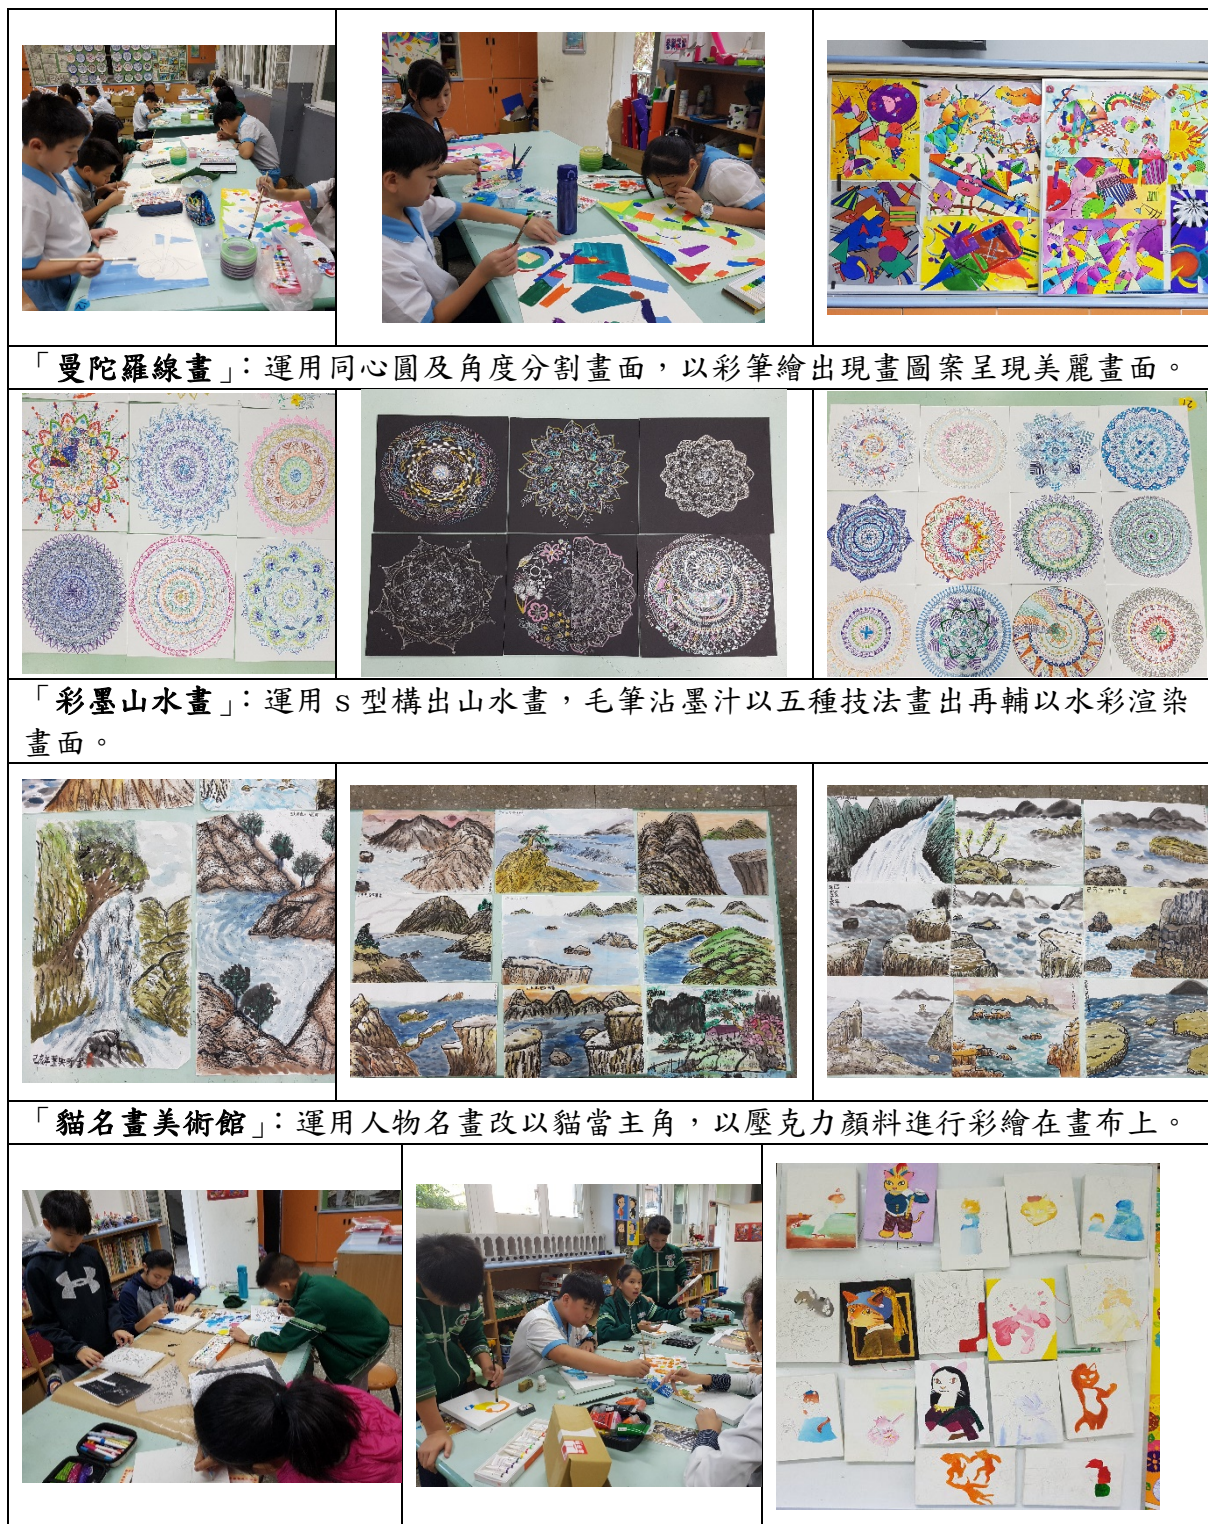 「曼陀羅線畫」：運用同心圓及角度分割畫面，以彩筆繪出現畫圖案呈現美麗畫面。
「彩墨山水畫」：運用 S 型構出山水畫，毛筆沾墨汁以五種技法畫出再輔以水彩渲染
畫面。
「貓名畫美術館」：運用人物名畫改以貓當主角，以壓克力顏料進行彩繪在畫布上。